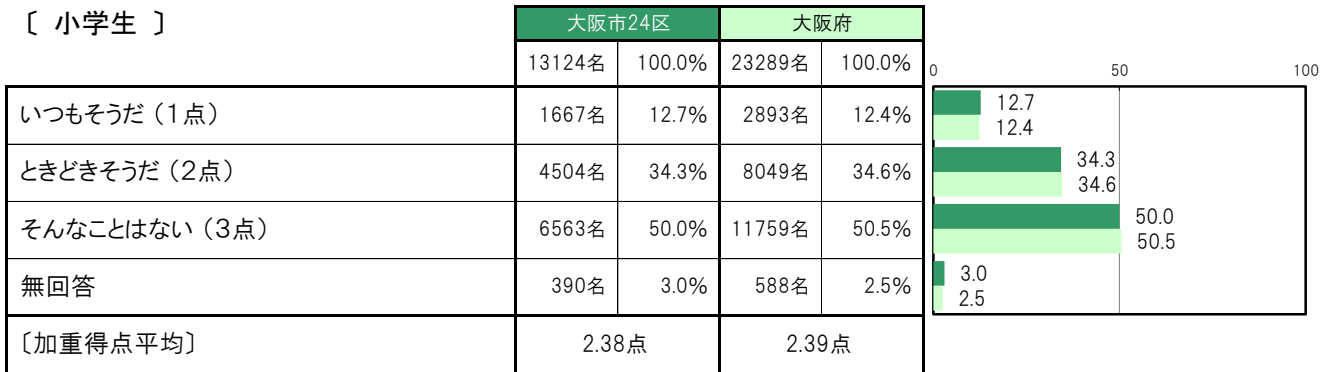 〔 小学生 〕
大阪市24区 大阪府
13124名 100.0% 23289名 100.0%
0 50 100
いつもそうだ（1点） 1667名 12.7% 2893名 12.4%
12.7
12.4
ときどきそうだ（2点） 4504名 34.3% 8049名 34.6%
34.3
34.6
そんなことはない（3点） 6563名 50.0% 11759名 50.5%
50.0
50.5
無回答 390名 3.0% 588名 2.5%
3.0
2.5
〔加重得点平均〕 2.38点 2.39点